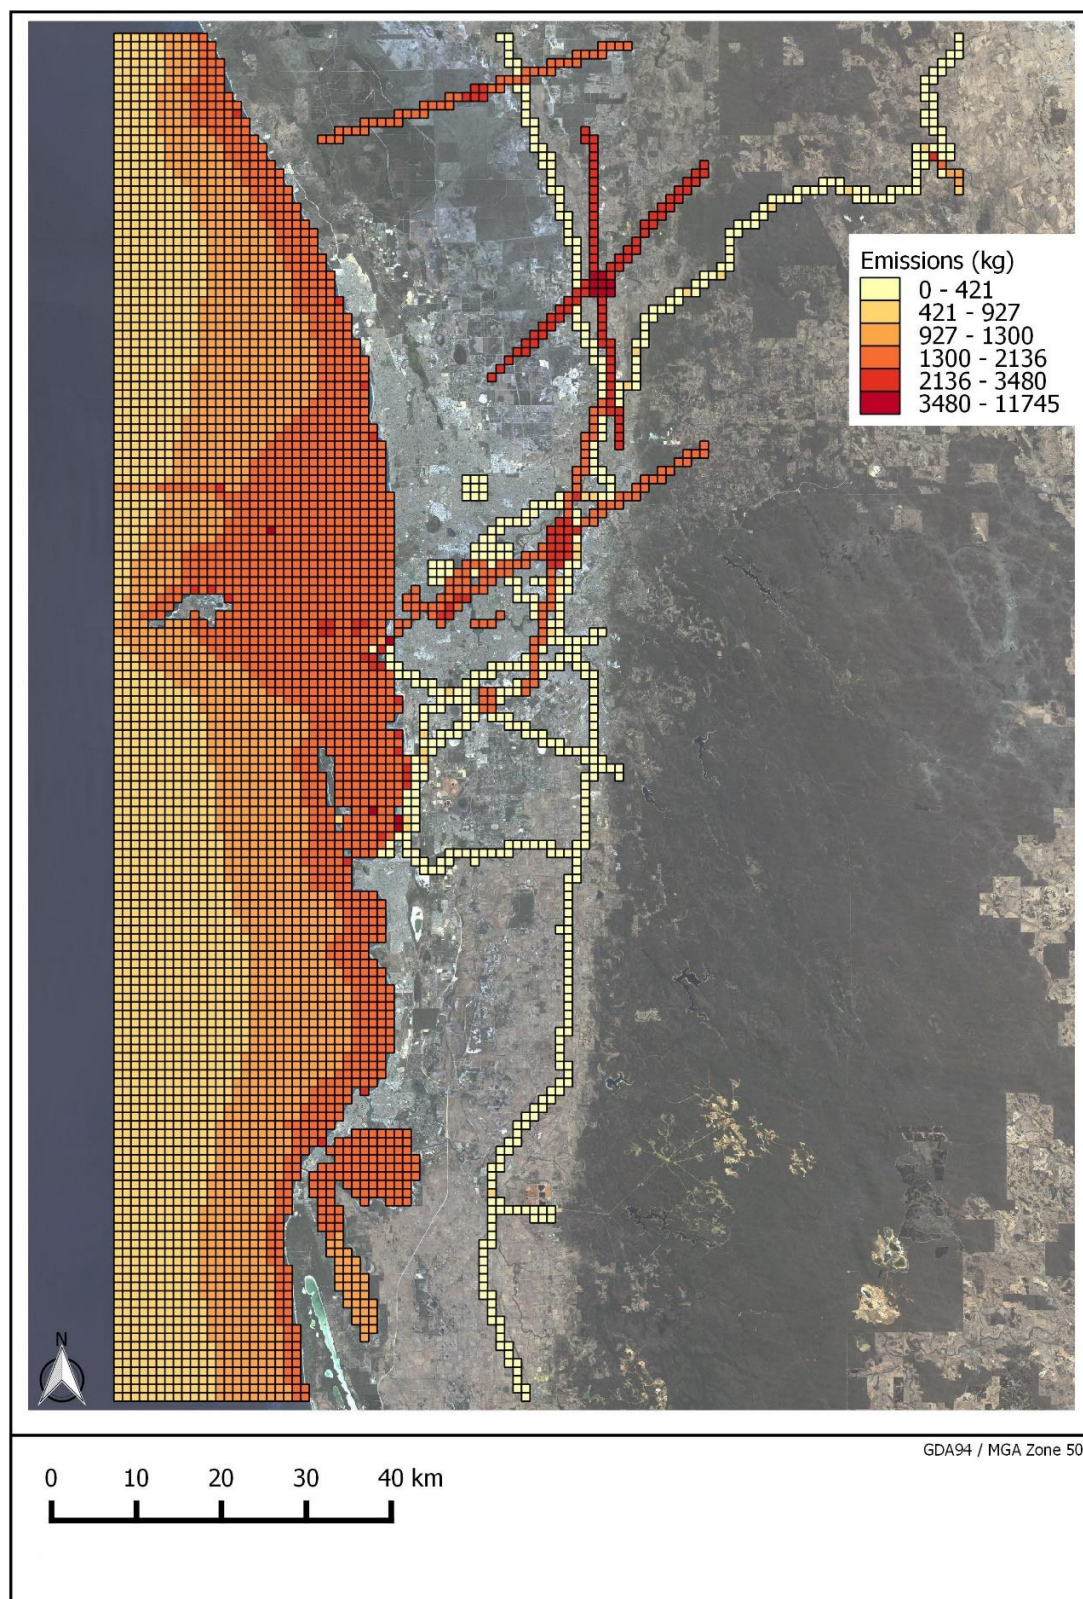 Emissions (kg)
0 - 421
421 - 927
927 - 1300
1300 - 2136
2136 - 3480
3480 - 11745
N
GDA94 / MGA Zone 50
0 10 20 30 40 km